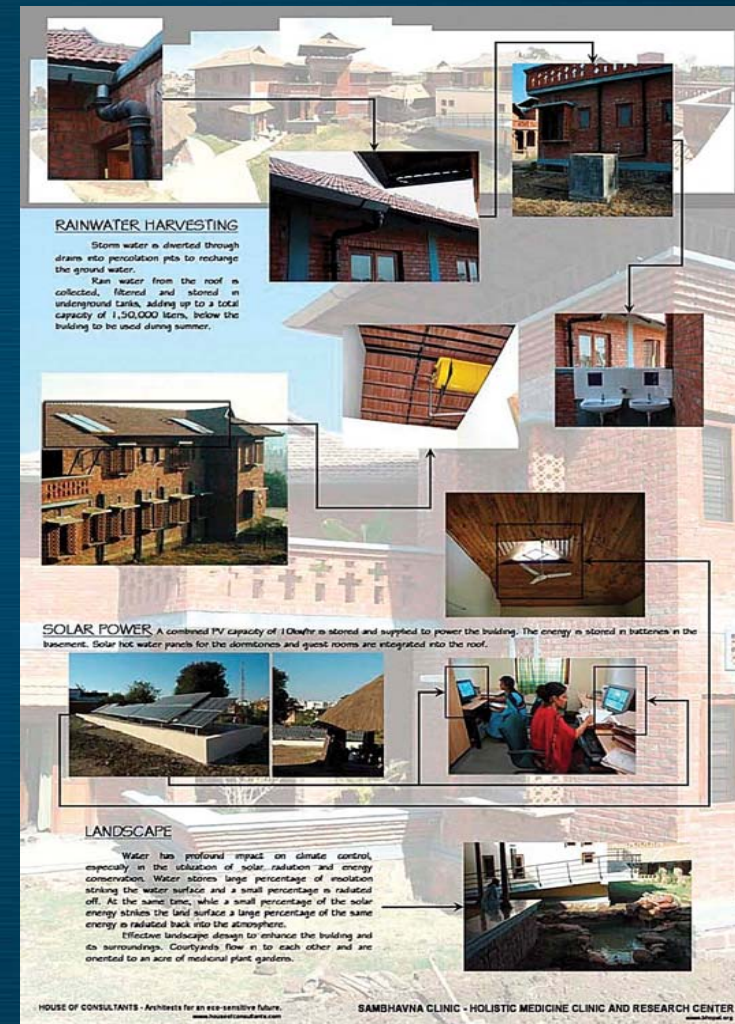 RAINWATER HARVESTING
Storm water is diverted through
drains into percolation pits to recharge
the ground water.
Rain water from the roof is
collected, filtered and stored in
underground tanks, adding up to a total
capacity of 1,50,000 liters, below the
building to be used during summer.
SOLAR POWER A combined PV capacity of 10kw/hr is stored and supplied to power the building. The energy is stored in batteries in the
basement. Solar hot water panels for the dormitories and guest rooms are integrated into the roof.
LANDSCAPE
Water has profound impact on climate control,
especially in the utilization of solar radiation and energy
conservation. Water stores large percentage of insolation
striking the water surface and a small percentage is radiated
off. At the same time, while a small percentage of the solar
energy strikes the land surface a large percentage of the same
energy is radiated back into the atmosphere.
Effective landscape design to enhance the building and
its surroundings. Courtyards flow in to each other and are
oriented to an acre of medicinal plant gardens.
HOUSE OF CONSULTANTS - Architects for an eco-sensitive future.
www.houseofconsultants.com
SAMBHAVNA CLINIC - HOLISTIC MEDICINE CLINIC AND RESEARCH CENTER
www.bhopal.org